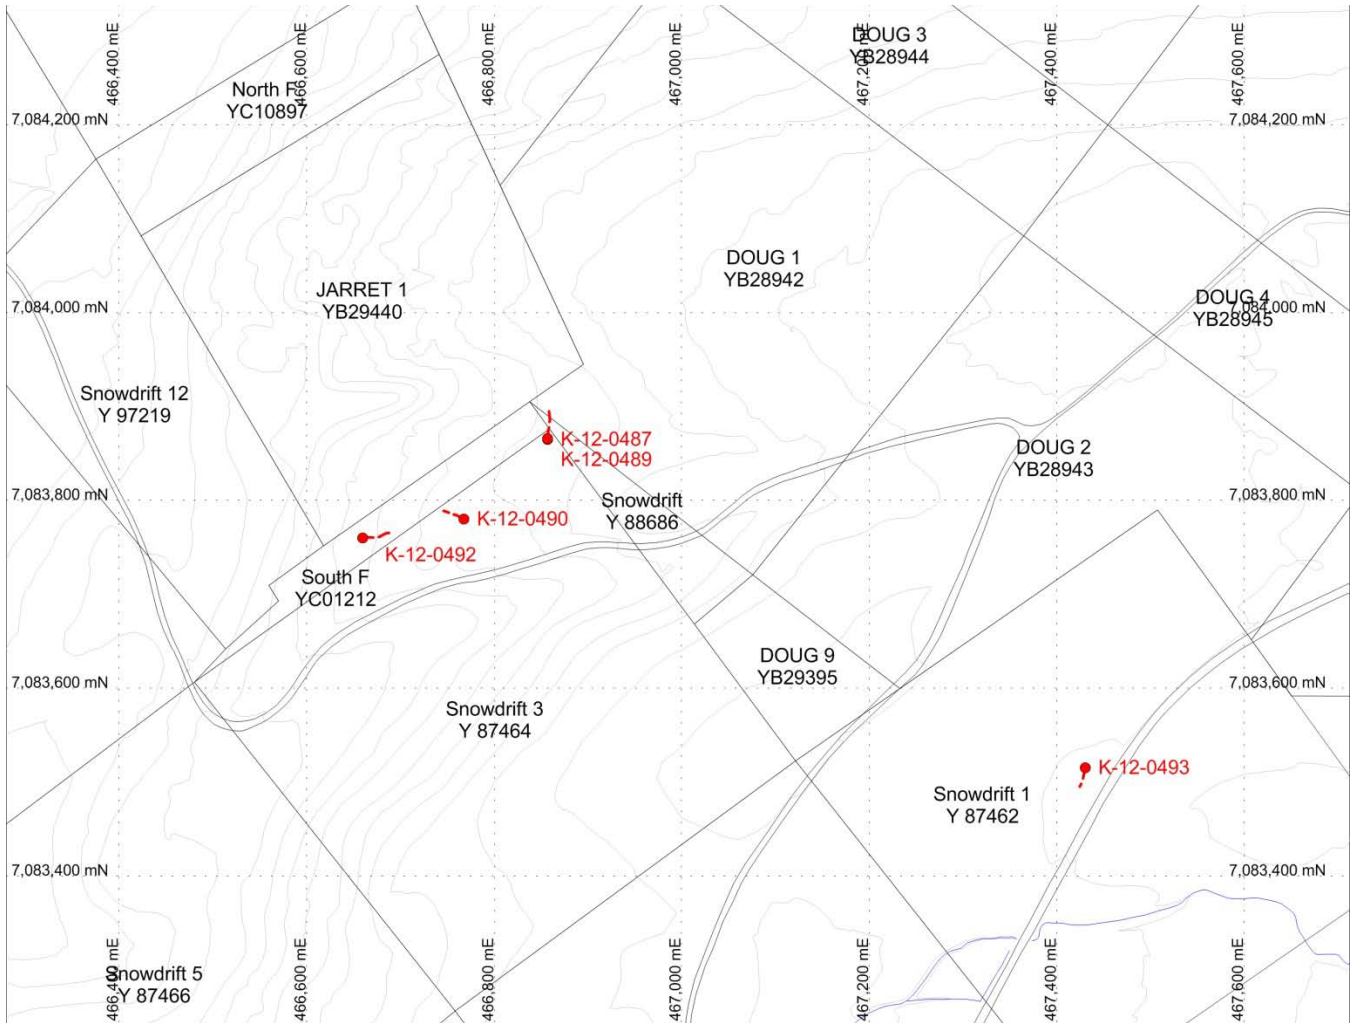 466,400 mE
466,600 mE
466,800 mE
467,000 mE
467,200 mE
467,400 mE
467,600 mE
DOUG 3
YB28944
North F
YC10897
7,084,200 mN
7,084,200 mN
DOUG 1
YB28942
JARRET 1
YB29440
DOUG 4
YB28945
7,084,000 mN
7,084,000 mN
Snowdrift 12
Y 97219
K-12-0487
K-12-0489
DOUG 2
YB28943
7,083,800 mN
Snowdrift
Y 88686
7,083,800 mN
K-12-0490
K-12-0492
South F
YC01212
DOUG 9
YB29395
7,083,600 mN
7,083,600 mN
Snowdrift 3
Y 87464
K-12-0493
Snowdrift 1
Y 87462
7,083,400 mN
7,083,400 mN
Snowdrift 5
Y 87466
466,400 mE
466,600 mE
466,800 mE
467,000 mE
467,200 mE
467,400 mE
467,600 mE